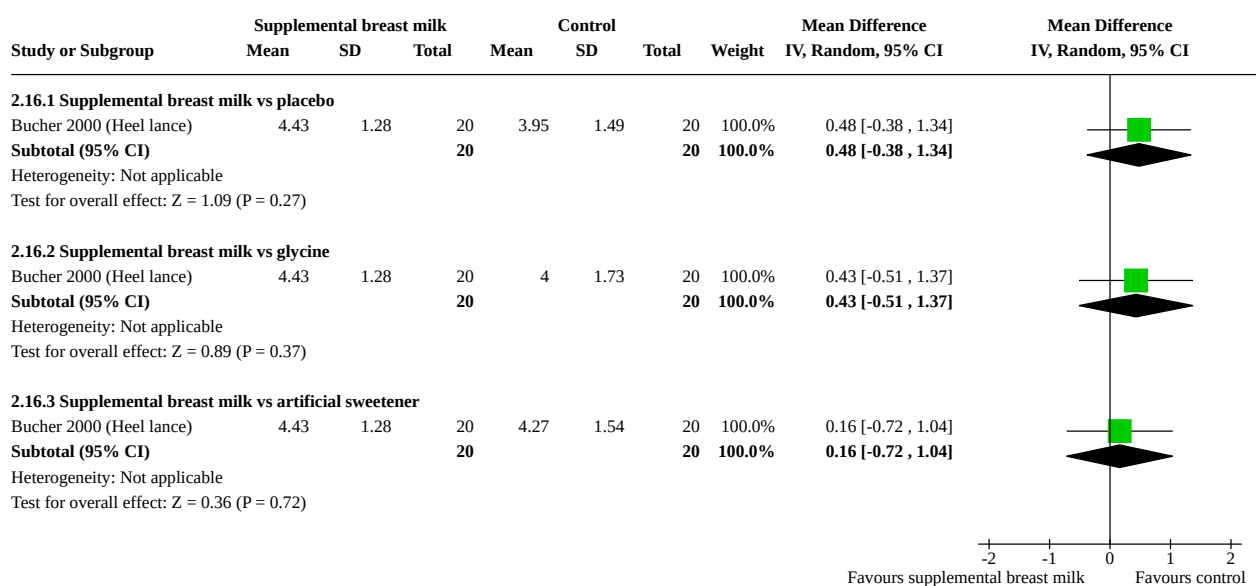 Supplemental breast milk Control Mean Difference Mean Difference
Study or Subgroup Mean SD Total Mean SD Total Weight IV, Random, 95% CI IV, Random, 95% CI
2.16.1 Supplemental breast milk vs placebo
Bucher 2000 (Heel lance) 4.43 1.28 20 3.95 1.49 20 100.0% 0.48 [-0.38 , 1.34]
Subtotal (95% CI) 20 20 100.0% 0.48 [-0.38 , 1.34]
Heterogeneity: Not applicable
Test for overall effect: Z = 1.09 (P = 0.27)
2.16.2 Supplemental breast milk vs glycine
Bucher 2000 (Heel lance) 4.43 1.28 20 4 1.73 20 100.0% 0.43 [-0.51 , 1.37]
Subtotal (95% CI) 20 20 100.0% 0.43 [-0.51 , 1.37]
Heterogeneity: Not applicable
Test for overall effect: Z = 0.89 (P = 0.37)
2.16.3 Supplemental breast milk vs artificial sweetener
Bucher 2000 (Heel lance) 4.43 1.28 20 4.27 1.54 20 100.0% 0.16 [-0.72 , 1.04]
Subtotal (95% CI) 20 20 100.0% 0.16 [-0.72 , 1.04]
Heterogeneity: Not applicable
Test for overall effect: Z = 0.36 (P = 0.72)
-2 -1 0 1 2
Favours supplemental breast milk Favours control